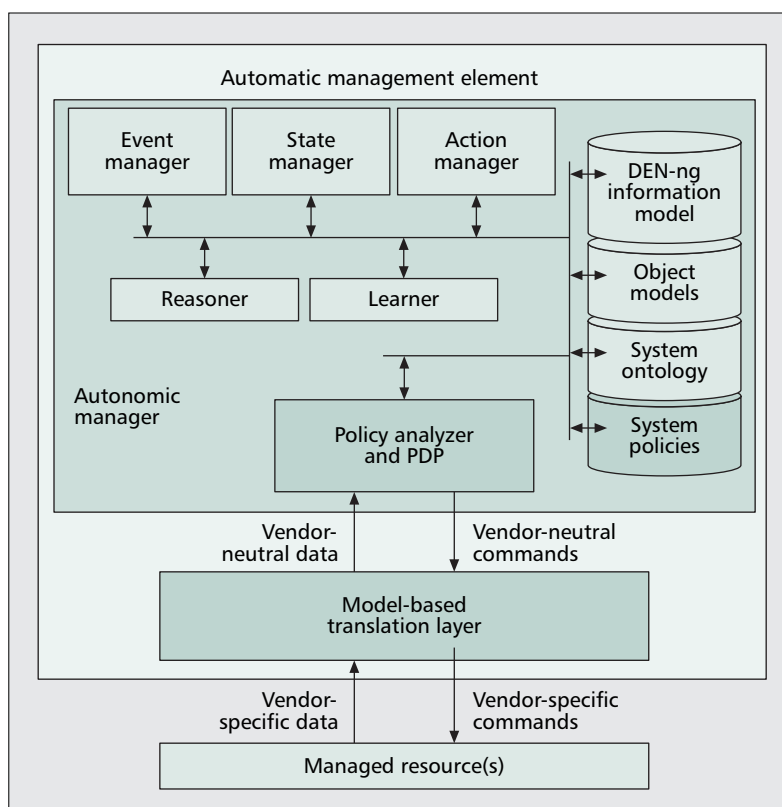 Automatic management element
Event
manager
State
manager
Action
manager
DEN-ng
information
model
Reasoner
Learner
Object
models
System
ontology
Autonomic
manager
Policy analyzer
and PDP
System
policies
Vendor-
neutral data
Vendor-neutral
commands
Model-based
translation layer
Vendor-
specific data
Vendor-specific
commands
Managed resource(s)